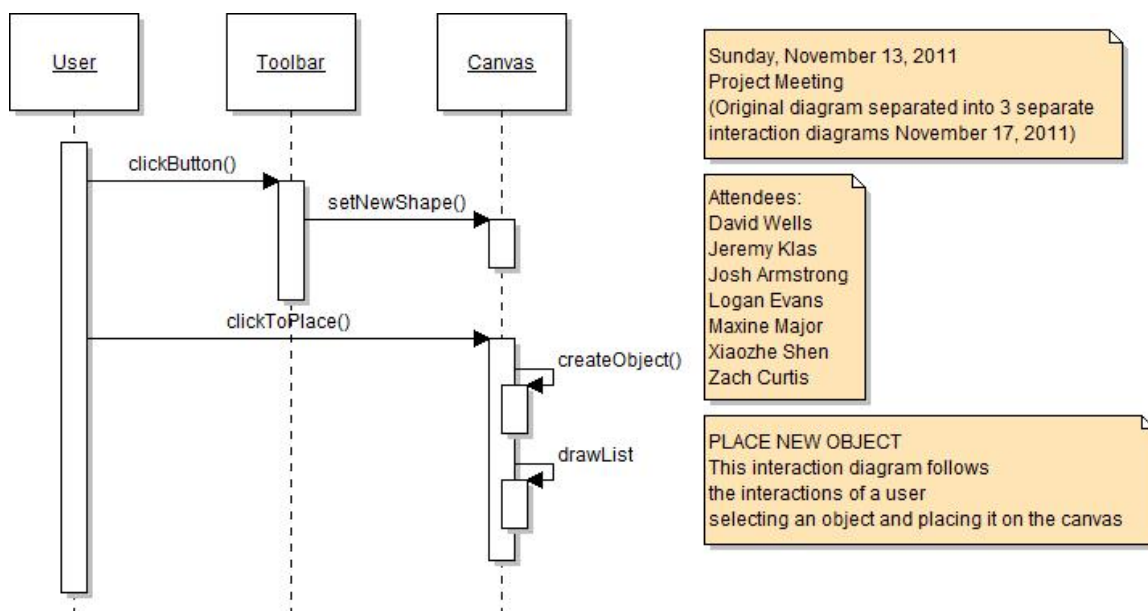 User
Toolbar
Canvas
clickButton()
setNewShape()
clickToPlace()
createObject()
drawList
Sunday, November 13, 2011
Project Meeting
(Original diagram separated into 3 separate
interaction diagrams November 17, 2011)
Attendees:
David Wells
Jeremy Klas
Josh Armstrong
Logan Evans
Maxine Major
Xiaozhe Shen
Zach Curtis
PLACE NEW OBJECT
This interaction diagram follows
the interactions of a user
selecting an object and placing it on the canvas